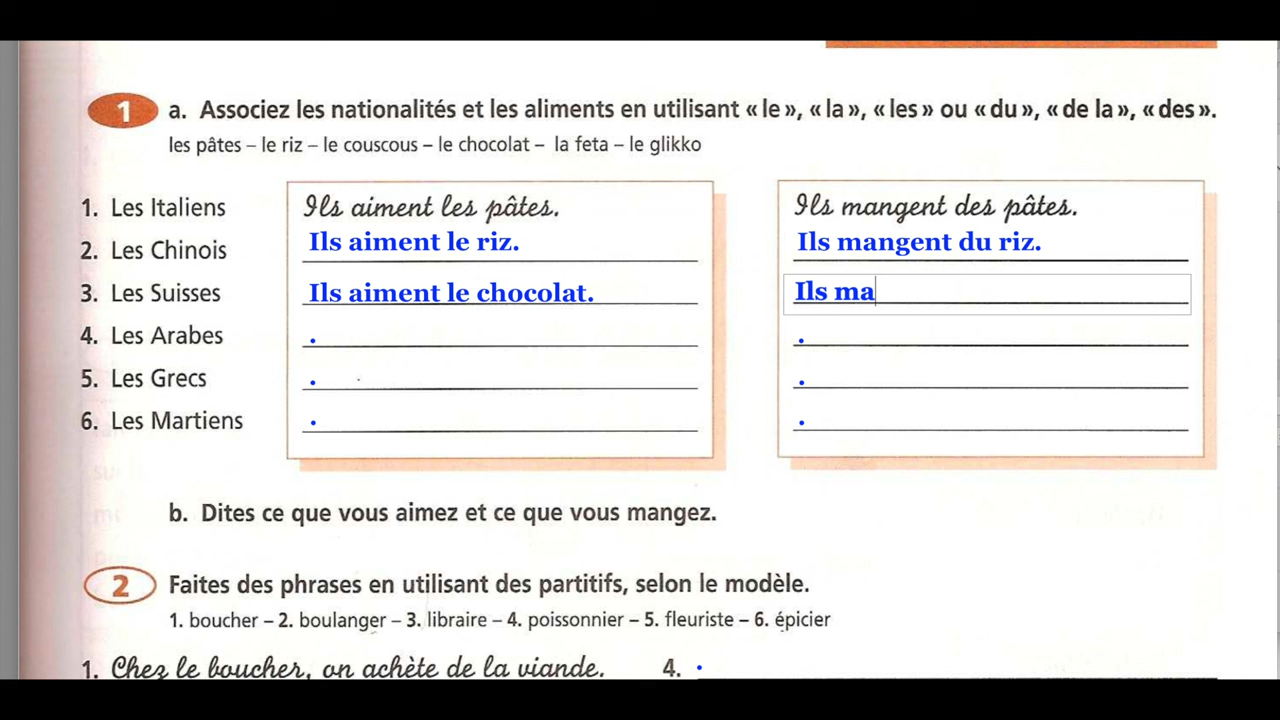 1 a. Associez les nationalités et les aliments en utilisant « le », « la », « les » ou « du », « de la », « des ».
les pâtes – le riz – le couscous – le chocolat – la feta – le glikko
1. Les Italiens Ils aiment les pâtes. Ils mangent des pâtes.
2. Les Chinois Ils aiment le riz. Ils mangent du riz.
3. Les Suisses Ils aiment le chocolat. Ils ma
4. Les Arabes . .
5. Les Grecs . .
6. Les Martiens . .
b. Dites ce que vous aimez et ce que vous mangez.
2 Faites des phrases en utilisant des partitifs, selon le modèle.
1. boucher – 2. boulanger – 3. libraire – 4. poissonnier – 5. fleuriste – 6. épicier
1. Chez le boucher, on achète de la viande. 4. .